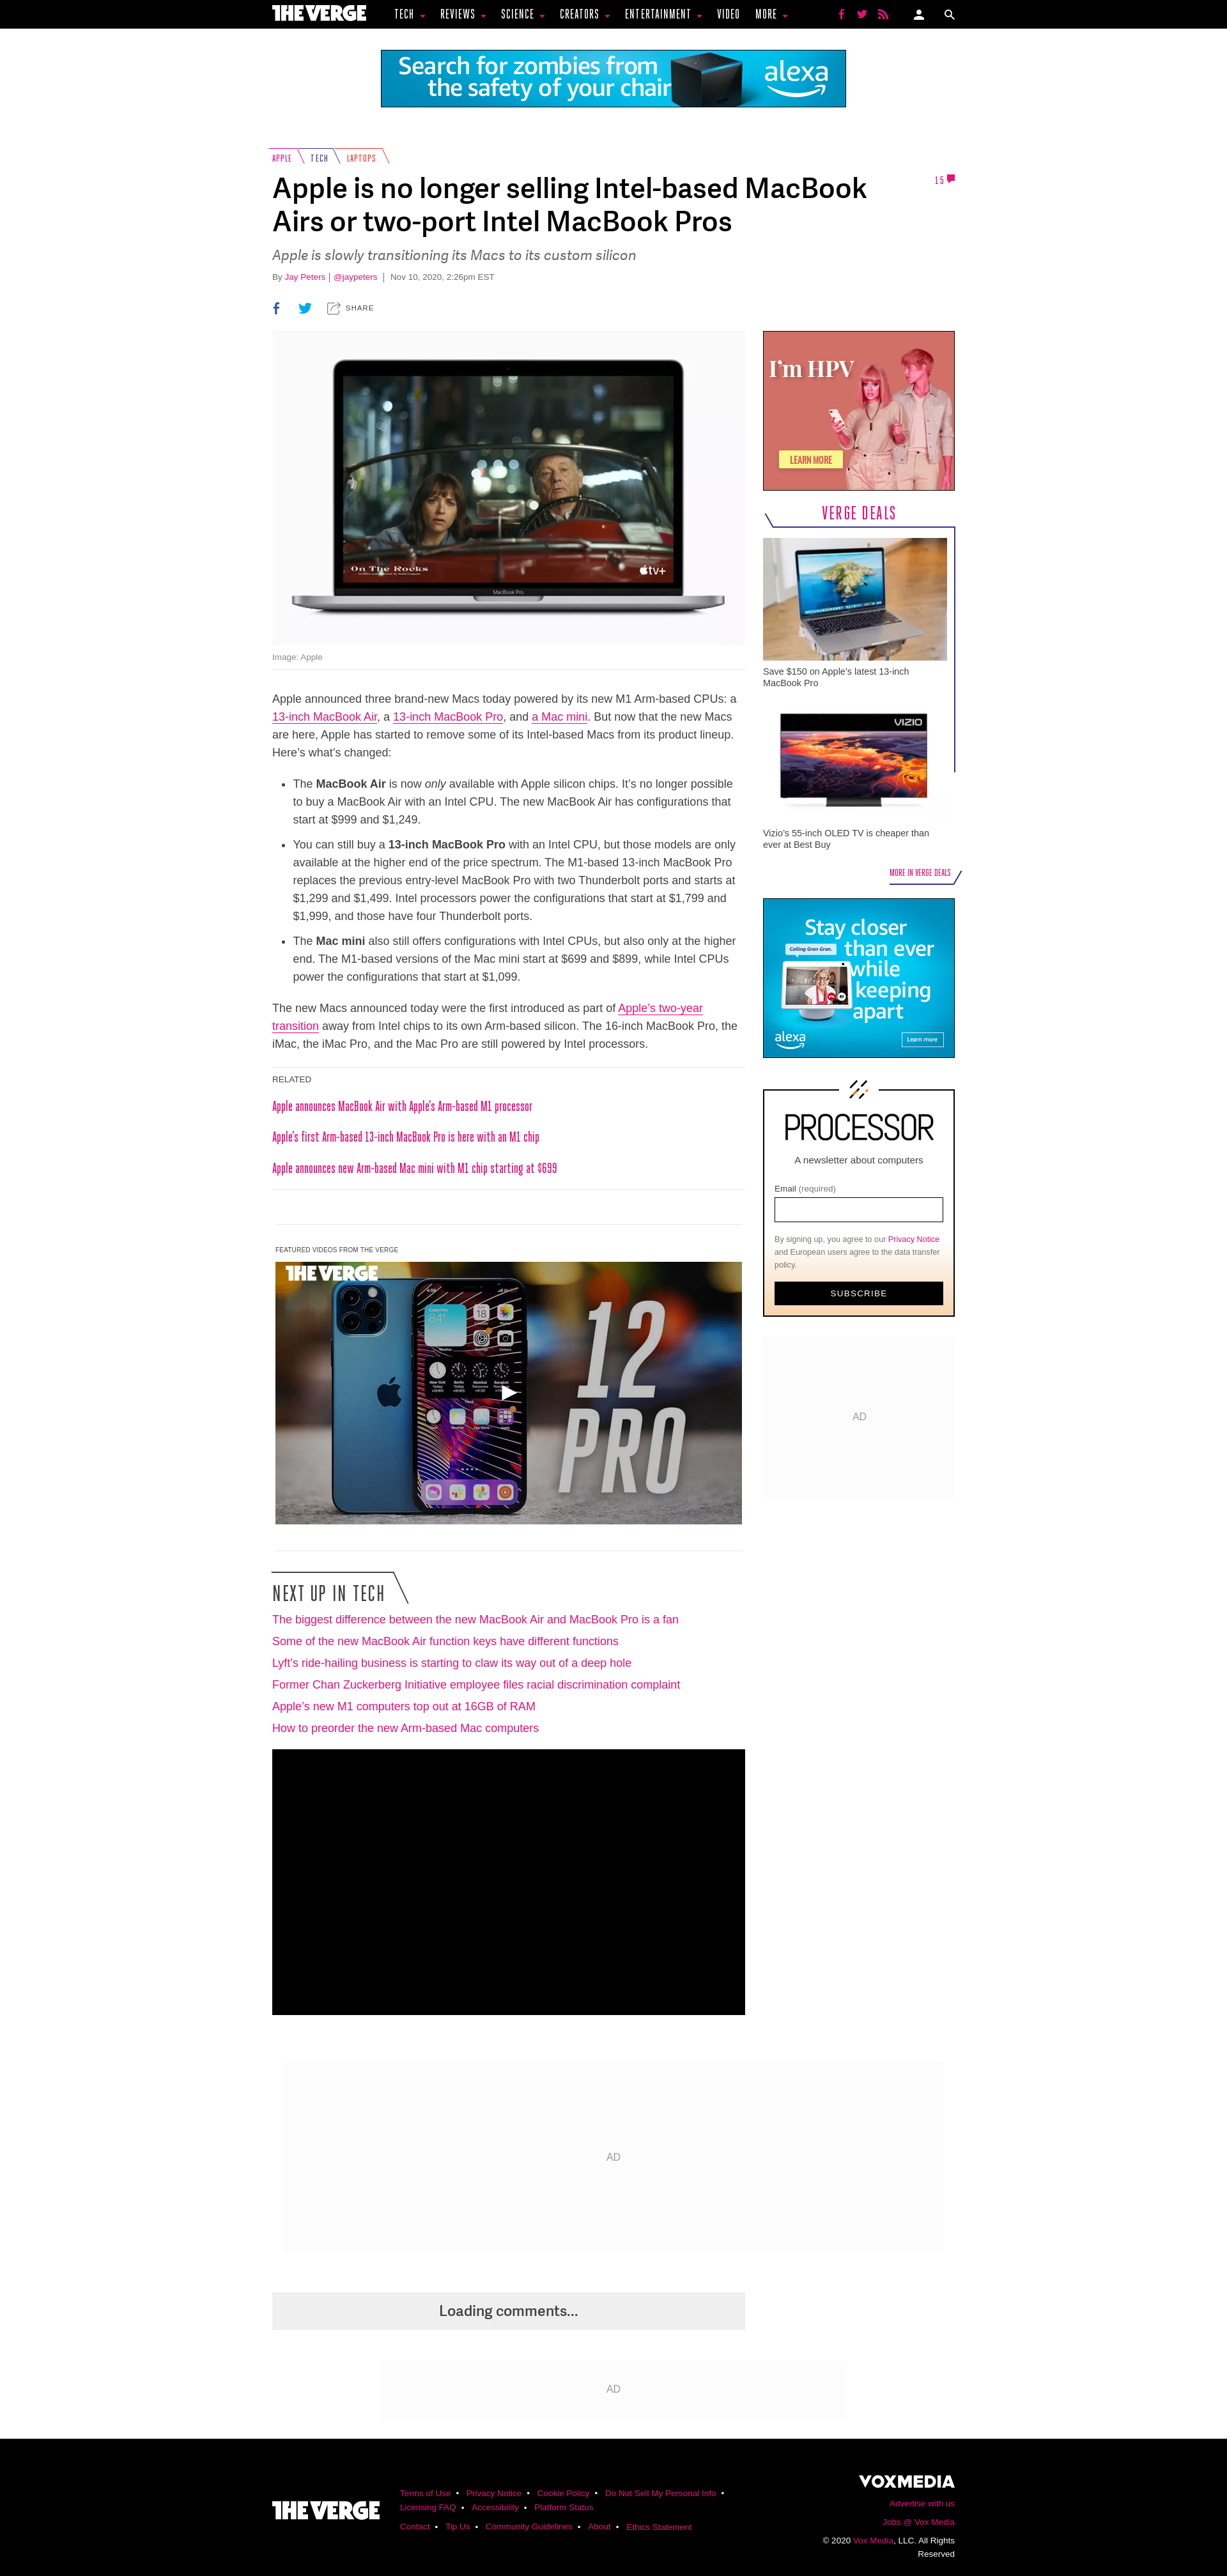 THE VERGE
TECH
REVIEWS
SCIENCE
CREATORS
ENTERTAINMENT
VIDEO
MORE
Search for zombies from
the safety of your chair
alexa
APPLE
TECH
LAPTOPS
Apple is no longer selling Intel-based MacBook
Airs or two-port Intel MacBook Pros
15
Apple is slowly transitioning its Macs to its custom silicon
By Jay Peters | @jaypeters | Nov 10, 2020, 2:26pm EST
SHARE
On The Rocks
tv+
MacBook Pro
Image: Apple
Apple announced three brand-new Macs today powered by its new M1 Arm-based CPUs: a
13-inch MacBook Air, a 13-inch MacBook Pro, and a Mac mini. But now that the new Macs
are here, Apple has started to remove some of its Intel-based Macs from its product lineup.
Here’s what’s changed:
• The MacBook Air is now only available with Apple silicon chips. It’s no longer possible
to buy a MacBook Air with an Intel CPU. The new MacBook Air has configurations that
start at $999 and $1,249.
• You can still buy a 13-inch MacBook Pro with an Intel CPU, but those models are only
available at the higher end of the price spectrum. The M1-based 13-inch MacBook Pro
replaces the previous entry-level MacBook Pro with two Thunderbolt ports and starts at
$1,299 and $1,499. Intel processors power the configurations that start at $1,799 and
$1,999, and those have four Thunderbolt ports.
• The Mac mini also still offers configurations with Intel CPUs, but also only at the higher
end. The M1-based versions of the Mac mini start at $699 and $899, while Intel CPUs
power the configurations that start at $1,099.
The new Macs announced today were the first introduced as part of Apple’s two-year
transition away from Intel chips to its own Arm-based silicon. The 16-inch MacBook Pro, the
iMac, the iMac Pro, and the Mac Pro are still powered by Intel processors.
RELATED
Apple announces MacBook Air with Apple’s Arm-based M1 processor
Apple’s first Arm-based 13-inch MacBook Pro is here with an M1 chip
Apple announces new Arm-based Mac mini with M1 chip starting at $699
FEATURED VIDEOS FROM THE VERGE
THE VERGE
12
PRO
NEXT UP IN TECH
The biggest difference between the new MacBook Air and MacBook Pro is a fan
Some of the new MacBook Air function keys have different functions
Lyft’s ride-hailing business is starting to claw its way out of a deep hole
Former Chan Zuckerberg Initiative employee files racial discrimination complaint
Apple’s new M1 computers top out at 16GB of RAM
How to preorder the new Arm-based Mac computers
I’m HPV
LEARN MORE
VERGE DEALS
Save $150 on Apple’s latest 13-inch
MacBook Pro
VIZIO
Vizio’s 55-inch OLED TV is cheaper than
ever at Best Buy
MORE IN VERGE DEALS
Stay closer
than ever
while
keeping
apart
Calling Gran Gran.
alexa
Learn more
PROCESSOR
A newsletter about computers
Email (required)
By signing up, you agree to our Privacy Notice
and European users agree to the data transfer
policy.
SUBSCRIBE
AD
AD
Loading comments...
AD
THE VERGE
Terms of Use • Privacy Notice • Cookie Policy • Do Not Sell My Personal Info •
Licensing FAQ • Accessibility • Platform Status
Contact • Tip Us • Community Guidelines • About • Ethics Statement
VOXMEDIA
Advertise with us
Jobs @ Vox Media
© 2020 Vox Media, LLC. All Rights
Reserved